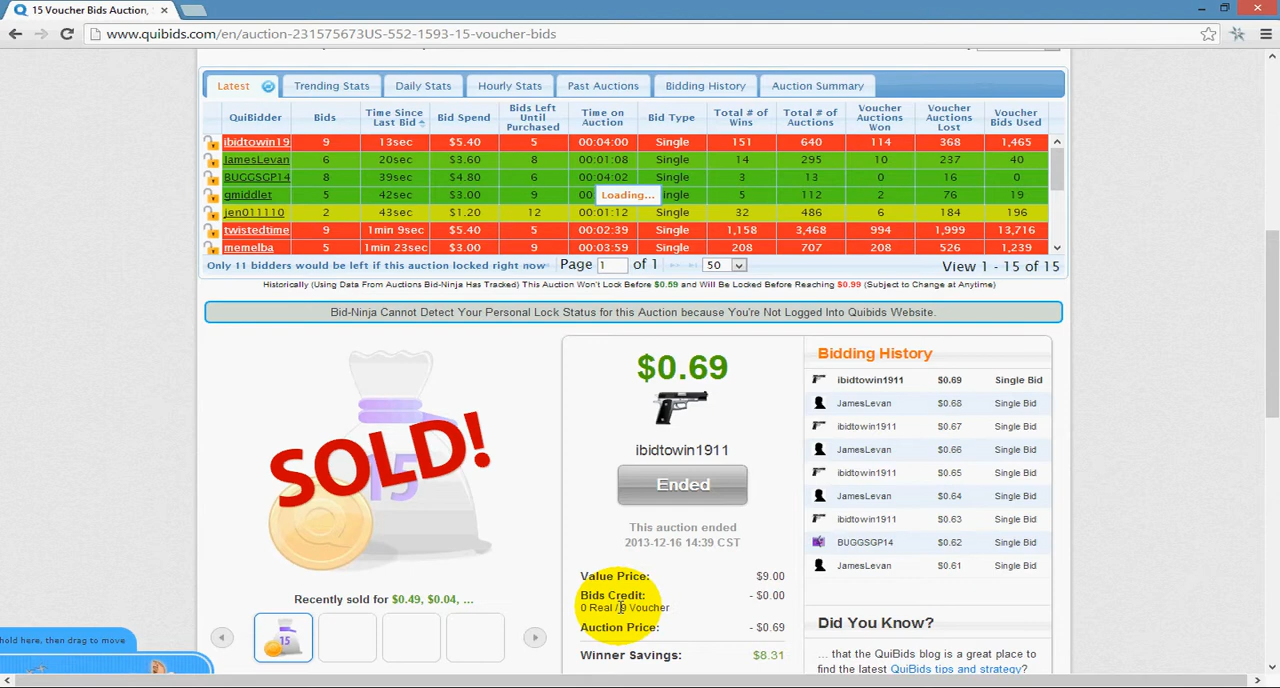 15 Voucher Bids Auction,
www.quibids.com/en/auction-231575673US-552-1593-15-voucher-bids
Latest Trending Stats Daily Stats Hourly Stats Past Auctions Bidding History Auction Summary
QuiBidder Bids Time Since Last Bid Bid Spend Bids Left Until Purchased Time on Auction Bid Type Total # of Wins Total # of Auctions Voucher Auctions Won Voucher Auctions Lost Voucher Bids Used
ibidtowin19 9 13sec $5.40 5 00:04:00 Single 151 640 114 368 1,465
JamesLevan 6 20sec $3.60 8 00:01:08 Single 14 295 10 237 40
BUGGSGP14 8 39sec $4.80 6 00:04:02 Single 3 13 0 16 0
gmiddlet 5 42sec $3.00 9 00 Loading... ingle 5 112 2 76 19
jen011110 2 43sec $1.20 12 00:01:12 Single 32 486 6 184 196
twistedtime 9 1min 9sec $5.40 5 00:02:39 Single 1,158 3,468 994 1,999 13,716
memelba 5 1min 23sec $3.00 9 00:03:59 Single 208 707 208 526 1,239
Only 11 bidders would be left if this auction locked right now Page 1 of 1 50 View 1 - 15 of 15
Historically (Using Data From Auctions Bid-Ninja Has Tracked) This Auction Won't Lock Before $0.59 and Will Be Locked Before Reaching $0.99 (Subject to Change at Anytime)
Bid-Ninja Cannot Detect Your Personal Lock Status for this Auction because You're Not Logged Into Quibids Website.
SOLD!
15
Recently sold for $0.49, $0.04, ...
15
hold here, then drag to move
$0.69
ibidtowin1911
Ended
This auction ended
2013-12-16 14:39 CST
Value Price: $9.00
Bids Credit: - $0.00
0 Real / 9 Voucher
Auction Price: - $0.69
Winner Savings: $8.31
Bidding History
ibidtowin1911 $0.69 Single Bid
JamesLevan $0.68 Single Bid
ibidtowin1911 $0.67 Single Bid
JamesLevan $0.66 Single Bid
ibidtowin1911 $0.65 Single Bid
JamesLevan $0.64 Single Bid
ibidtowin1911 $0.63 Single Bid
BUGGSGP14 $0.62 Single Bid
JamesLevan $0.61 Single Bid
Did You Know?
... that the QuiBids blog is a great place to
find the latest QuiBids tips and strategy?